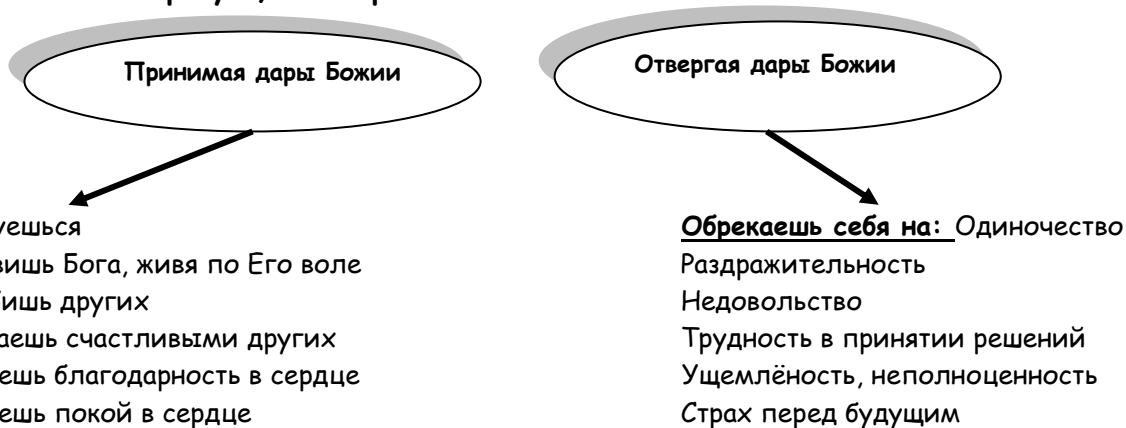 Принимая дары Божии
Отвергая дары Божии
уешься
вишь Бога, живя по Его воле
бишь других
аешь счастливыми других
ешь благодарность в сердце
ешь покой в сердце
Обрекаешь себя на: Одиночество
Раздражительность
Недовольство
Трудность в принятии решений
Ущемлёность, неполноценность
Страх перед будущим